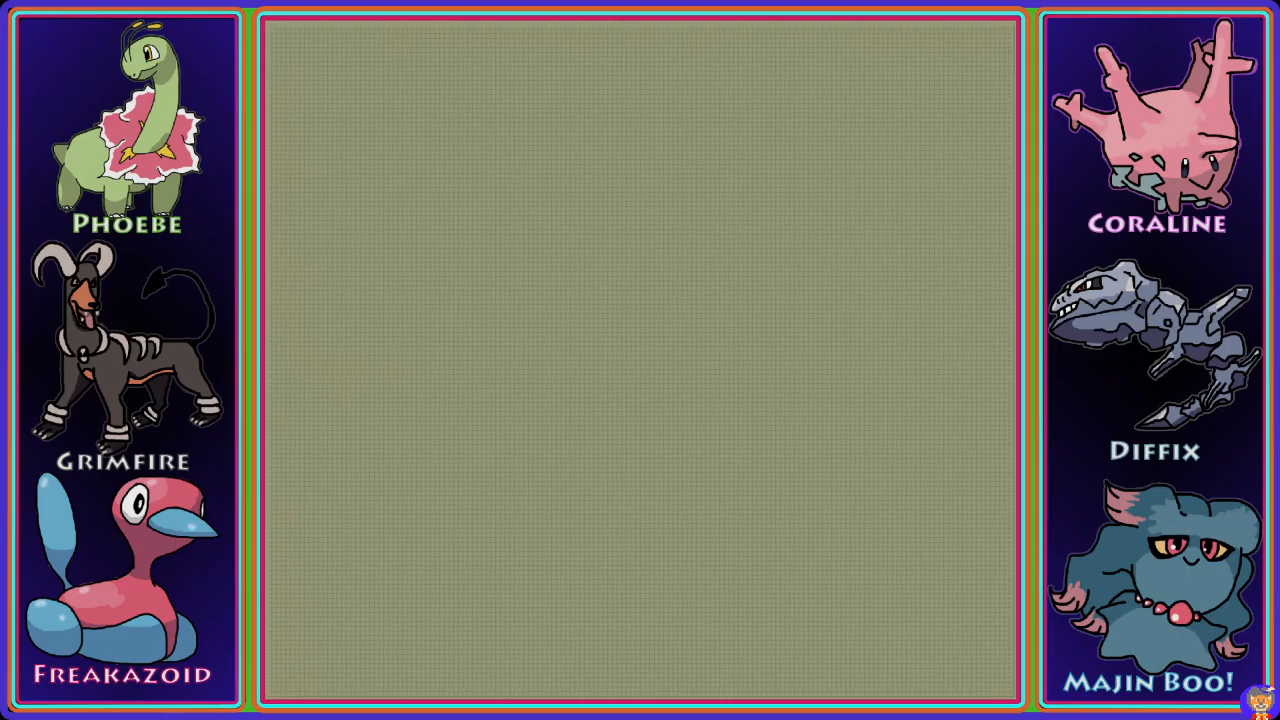 Phoebe
Grimfire
Freakazoid
Coraline
Diffix
Majin Boo!